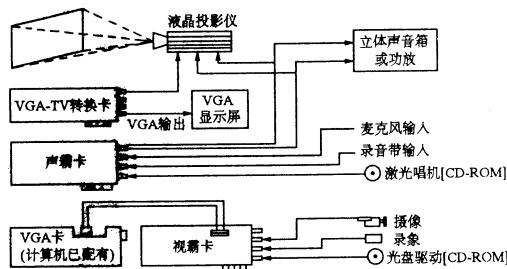 液晶投影仪
立体声音箱
或功放
VGA-TV转换卡
VGA输出
VGA
显示屏
声霸卡
麦克风输入
录音带输入
激光唱机[CD-ROM]
VGA卡
(计算机已配有)
视霸卡
摄像
录象
光盘驱动[CD-ROM]